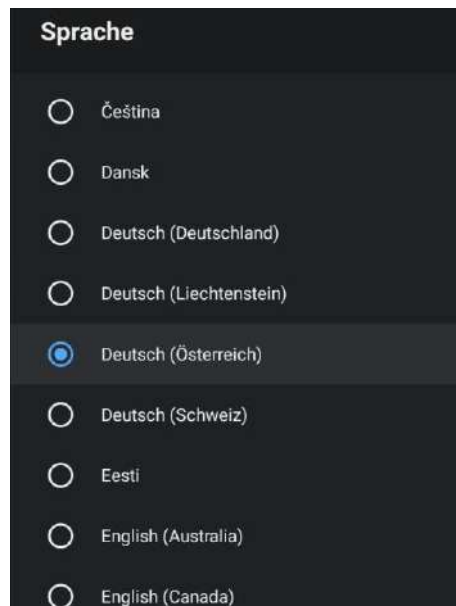 Sprache
Čeština
Dansk
Deutsch (Deutschland)
Deutsch (Liechtenstein)
Deutsch (Österreich)
Deutsch (Schweiz)
Eesti
English (Australia)
English (Canada)